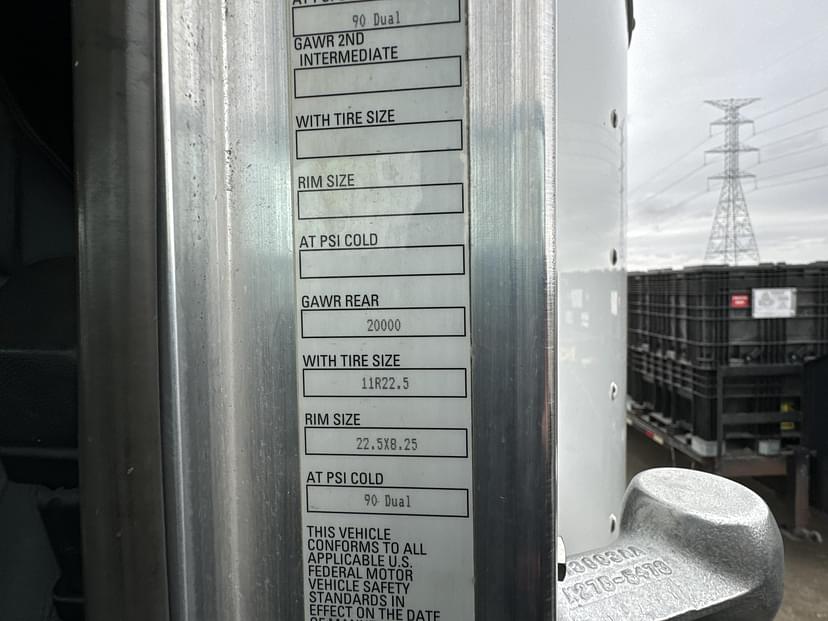 90 Dual
GAWR 2ND
INTERMEDIATE
WITH TIRE SIZE
RIM SIZE
AT PSI COLD
GAWR REAR
20000
WITH TIRE SIZE
11R22.5
RIM SIZE
22.5X8.25
AT PSI COLD
90 Dual
THIS VEHICLE
CONFORMS TO ALL
APPLICABLE U.S.
FEDERAL MOTOR
VEHICLE SAFETY
STANDARDS IN
EFFECT ON THE DATE